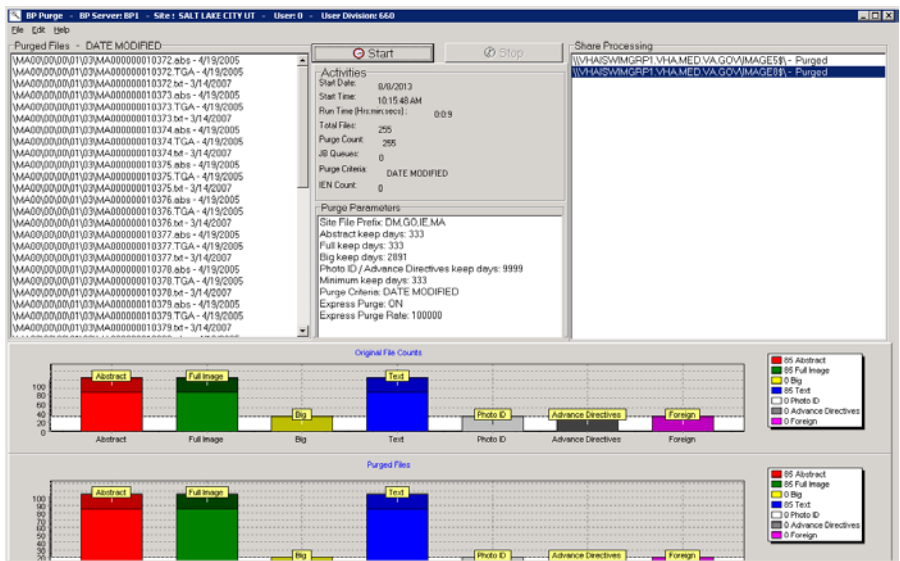 BP Purge - BP Server: BP1 - Site : SALT LAKE CITY UT - User: 0 - User Division: 660
File Edit Help
Purged Files - DATE MODIFIED
\MA00\00\00\01\03\MA000000010372.abs - 4/19/2005
\MA00\00\00\01\03\MA000000010372.TGA - 4/19/2005
\MA00\00\00\01\03\MA000000010372.txt - 3/14/2007
\MA00\00\00\01\03\MA000000010373.abs - 4/19/2005
\MA00\00\00\01\03\MA000000010373.TGA - 4/19/2005
\MA00\00\00\01\03\MA000000010373.txt - 3/14/2007
\MA00\00\00\01\03\MA000000010374.abs - 4/19/2005
\MA00\00\00\01\03\MA000000010374.TGA - 4/19/2005
\MA00\00\00\01\03\MA000000010374.txt - 3/14/2007
\MA00\00\00\01\03\MA000000010375.abs - 4/19/2005
\MA00\00\00\01\03\MA000000010375.TGA - 4/19/2005
\MA00\00\00\01\03\MA000000010375.txt - 3/14/2007
\MA00\00\00\01\03\MA000000010376.abs - 4/19/2005
\MA00\00\00\01\03\MA000000010376.TGA - 4/19/2005
\MA00\00\00\01\03\MA000000010376.txt - 3/14/2007
\MA00\00\00\01\03\MA000000010377.abs - 4/19/2005
\MA00\00\00\01\03\MA000000010377.TGA - 4/19/2005
\MA00\00\00\01\03\MA000000010377.txt - 3/14/2007
\MA00\00\00\01\03\MA000000010378.abs - 4/19/2005
\MA00\00\00\01\03\MA000000010378.TGA - 4/19/2005
\MA00\00\00\01\03\MA000000010378.txt - 3/14/2007
\MA00\00\00\01\03\MA000000010379.abs - 4/19/2005
\MA00\00\00\01\03\MA000000010379.TGA - 4/19/2005
\MA00\00\00\01\03\MA000000010379.txt - 3/14/2007
Start
Stop
Activities
Start Date: 8/8/2013
Start Time: 10:15:48 AM
Run Time (Hrs:min:secs) : 0:0:9
Total Files: 255
Purge Count: 255
JB Queues: 0
Purge Criteria: DATE MODIFIED
IEN Count: 0
Purge Parameters
Site File Prefix: DM,GO,IE,MA
Abstract keep days: 333
Full keep days: 333
Big keep days: 2891
Photo ID / Advance Directives keep days: 9999
Minimum keep days: 333
Purge Criteria: DATE MODIFIED
Express Purge: ON
Express Purge Rate: 100000
Share Processing
\\\VHAISWIMGRP1.VHA.MED.VA.GOV\IMAGE5$\ - Purged
\\\VHAISWIMGRP1.VHA.MED.VA.GOV\IMAGE8$\ - Purged
Original File Counts
100
80
60
40
20
0
Abstract Full Image Big Text Photo ID Advance Directives Foreign
Abstract Full Image Big Text Photo ID Advance Directives Foreign
85 Abstract
85 Full Image
0 Big
85 Text
0 Photo ID
0 Advance Directives
0 Foreign
Purged Files
100
90
80
70
60
50
40
30
20
Abstract Full Image Big Text Photo ID Advance Directives Foreign
85 Abstract
85 Full Image
0 Big
85 Text
0 Photo ID
0 Advance Directives
0 Foreign